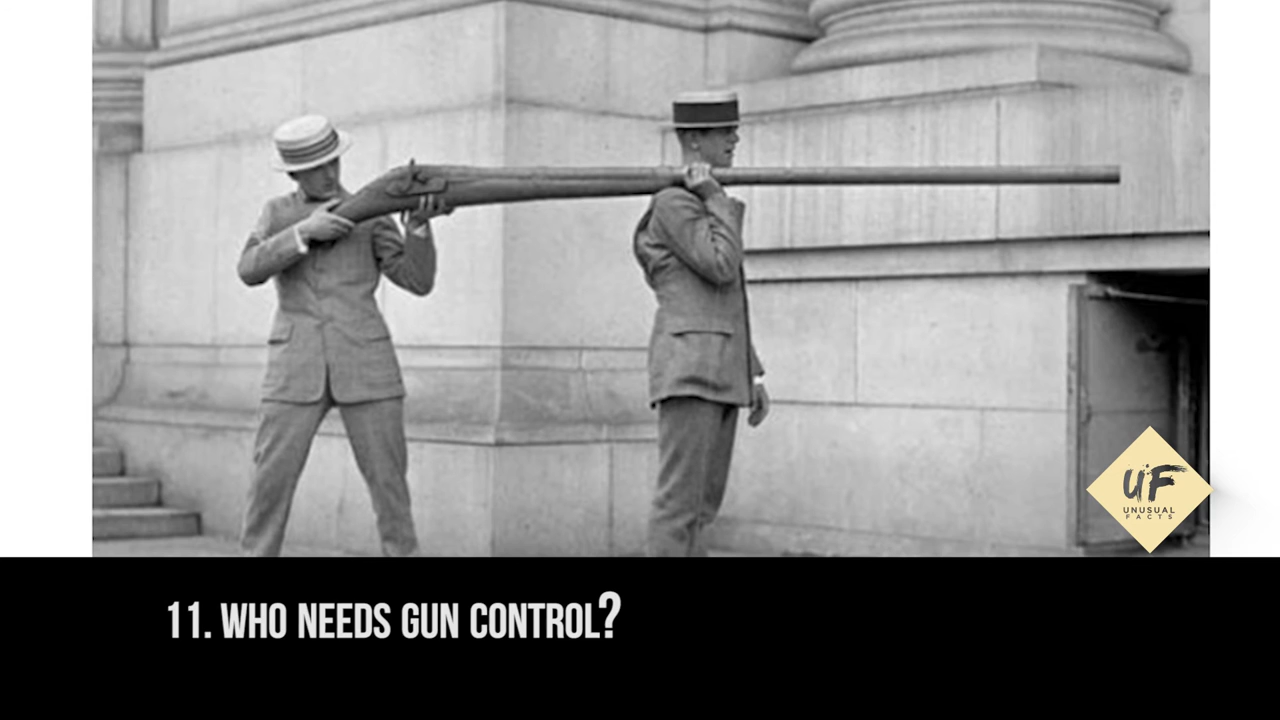 UF
UNUSUAL
FACTS
11. WHO NEEDS GUN CONTROL?